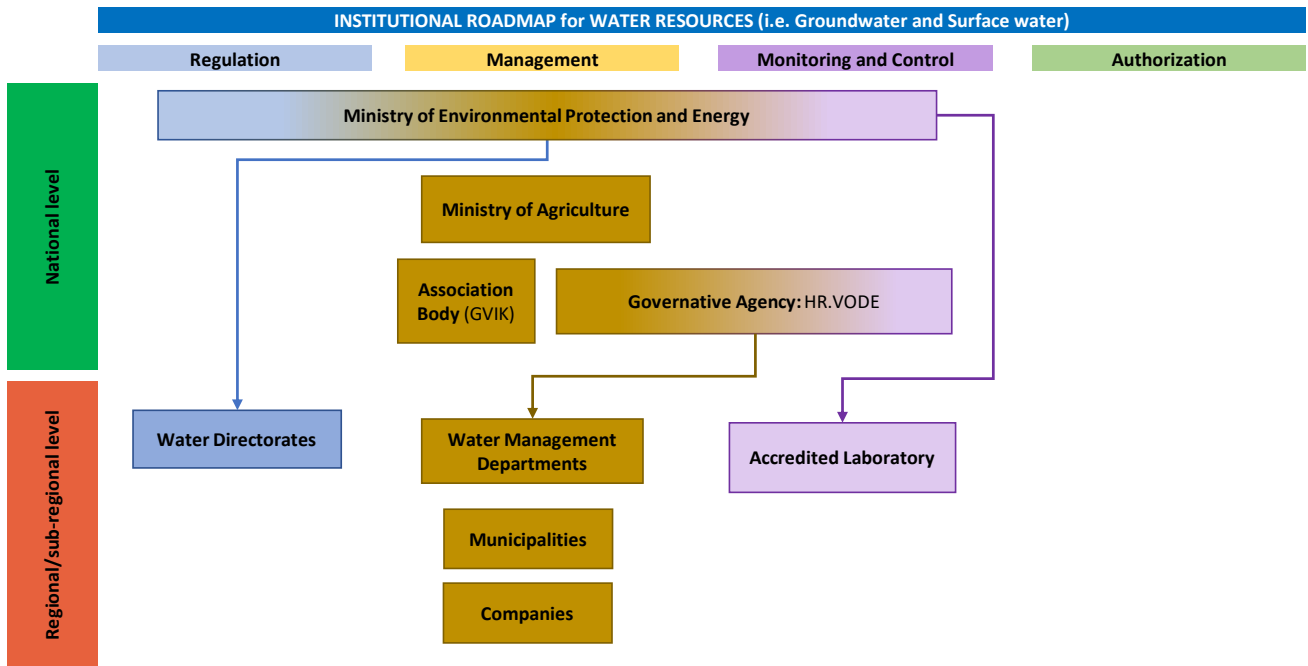 INSTITUTIONAL ROADMAP for WATER RESOURCES (i.e. Groundwater and Surface water)
Regulation
Management
Monitoring and Control
Authorization
National level
Ministry of Environmental Protection and Energy
Ministry of Agriculture
Association
Body (GVIK)
Governative Agency: HR.VODE
Regional/sub-regional level
Water Directorates
Water Management
Departments
Accredited Laboratory
Municipalities
Companies